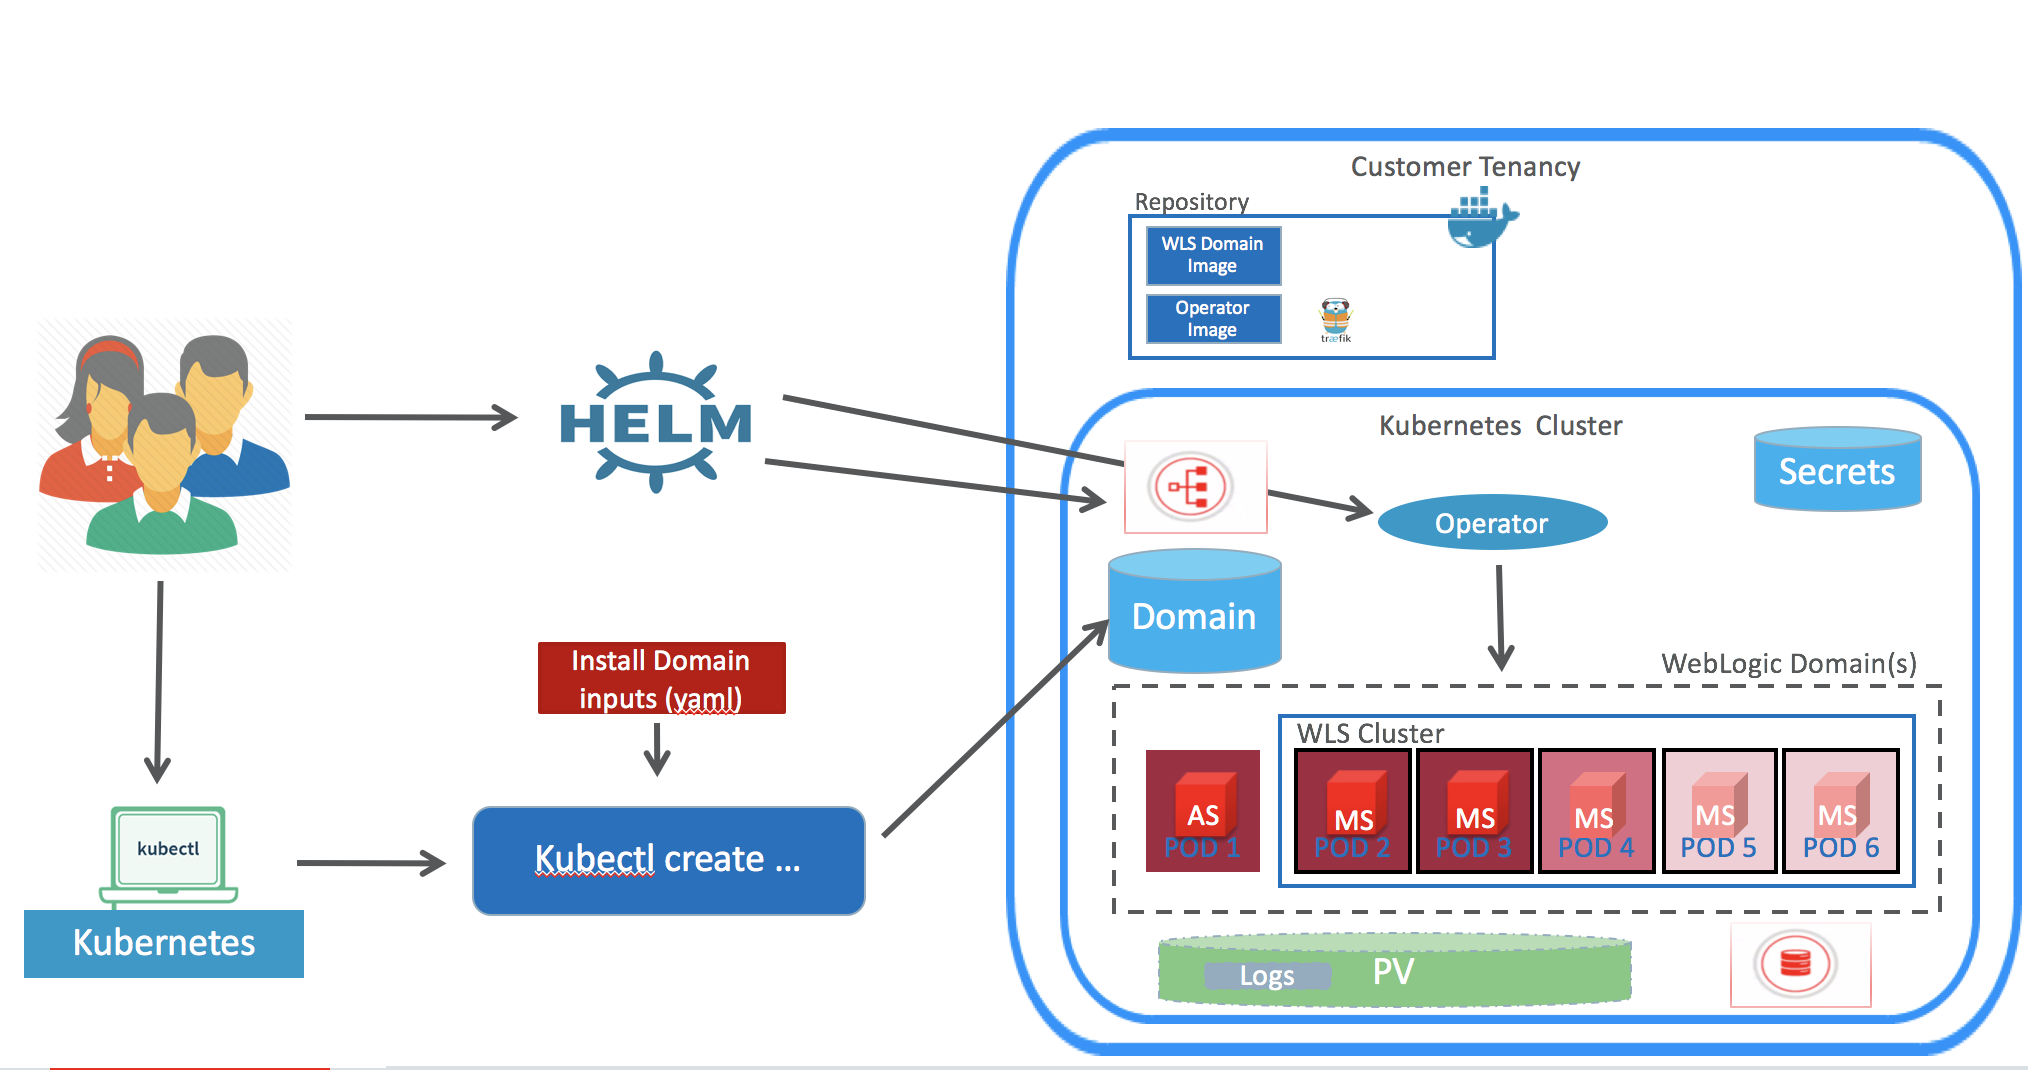 Customer Tenancy
Repository
WLS Domain
Image
Operator
Image
træfik
HELM
Kubernetes Cluster
Secrets
Operator
Domain
Install Domain
inputs (yaml)
WebLogic Domain(s)
WLS Cluster
AS
MS
MS
MS
MS
MS
POD 1
POD 2
POD 3
POD 4
POD 5
POD 6
kubectl
Kubectl create ...
Kubernetes
Logs
PV